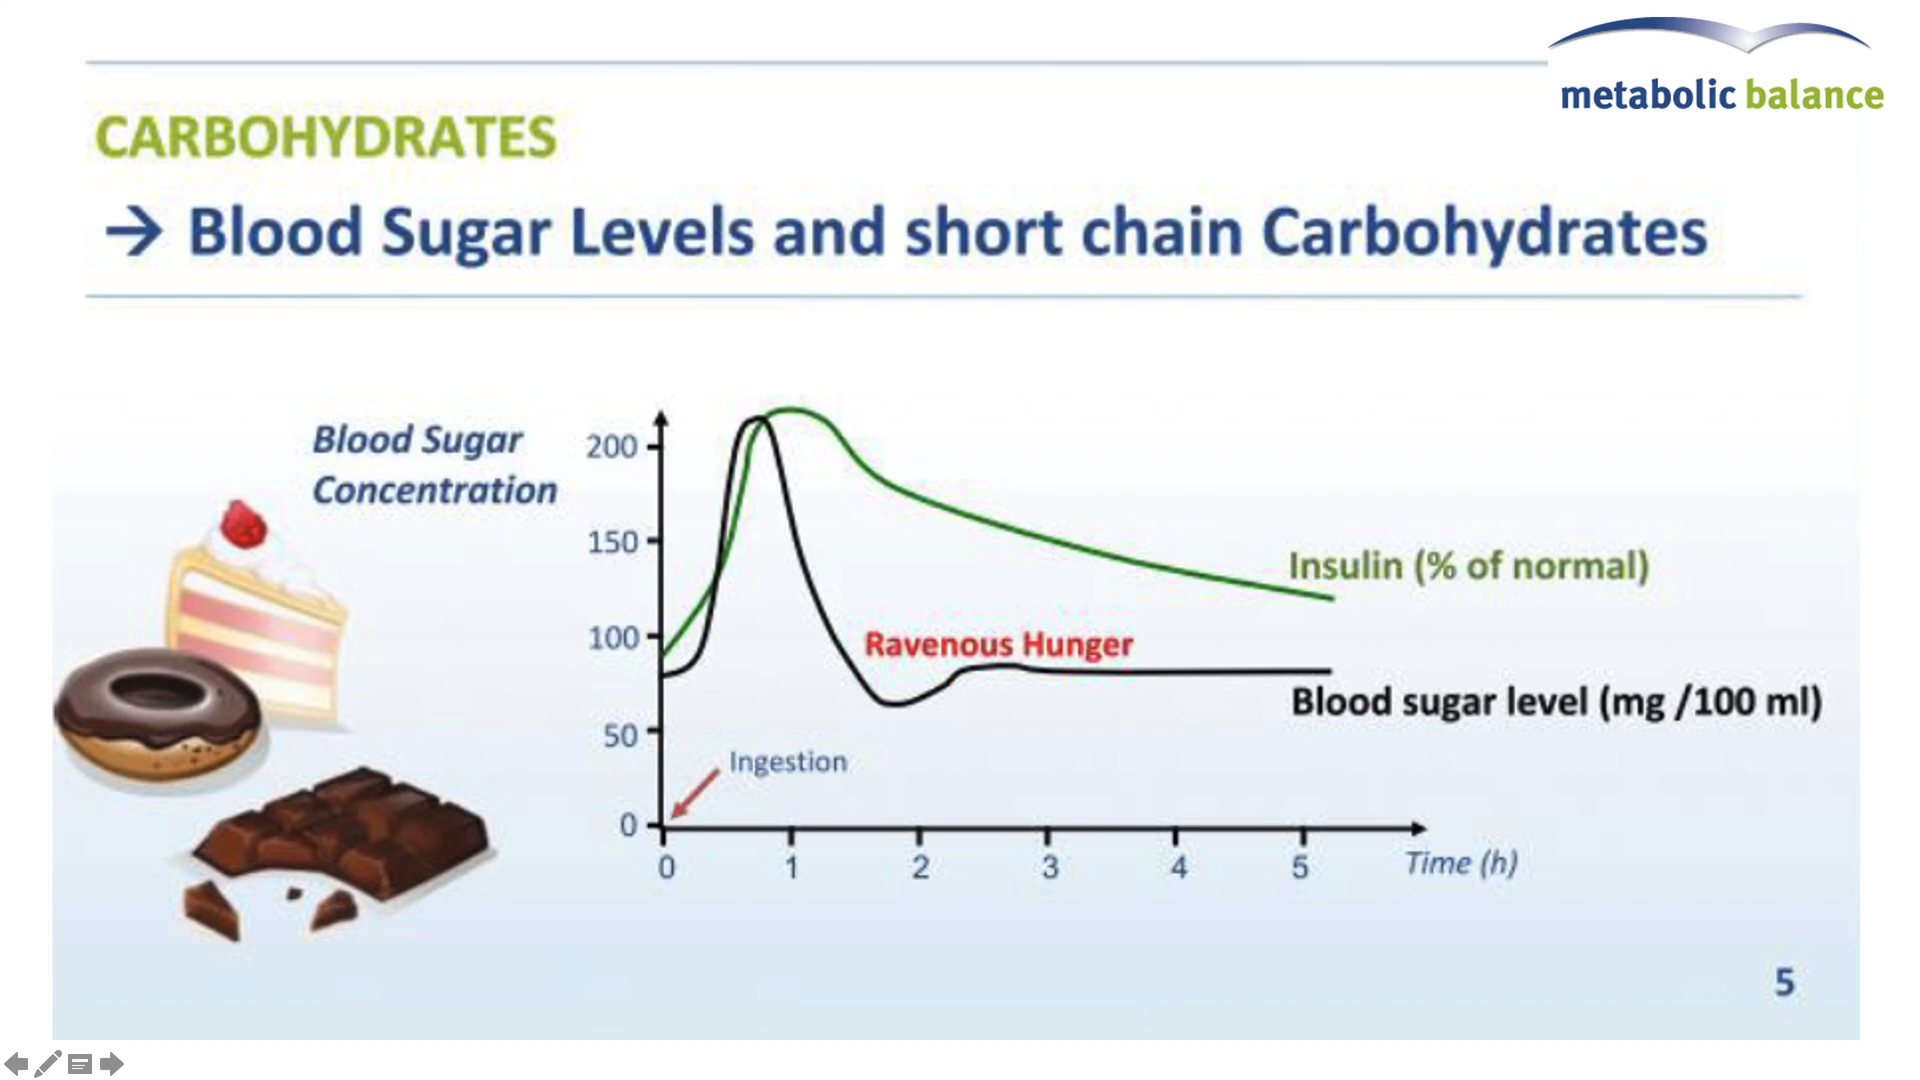 metabolic balance
CARBOHYDRATES
→ Blood Sugar Levels and short chain Carbohydrates
Blood Sugar
Concentration
200
150
100
50
0
Insulin (% of normal)
Ravenous Hunger
Blood sugar level (mg /100 ml)
Ingestion
0 1 2 3 4 5 Time (h)
5